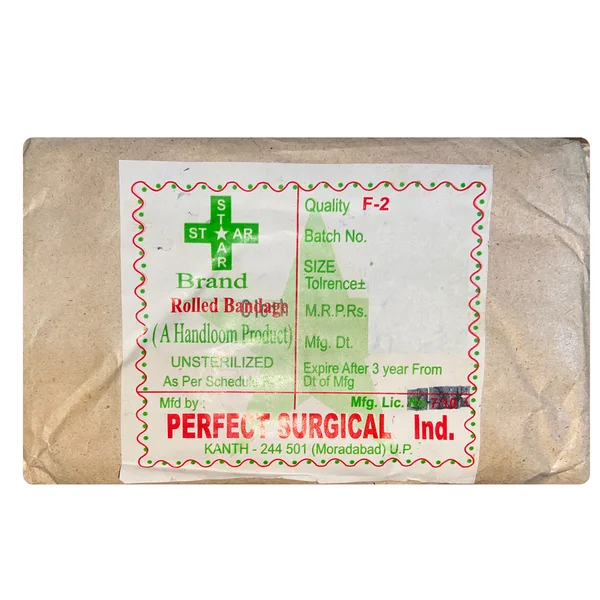 STAR
ST★AR
Brand
Rolled Bandage
(A Handloom Product)
UNSTERILIZED
As Per Schedule
Quality F-2
Batch No.
SIZE
Tolrence±
M.R.P.Rs.
Mfg. Dt.
Expire After 3 year From
Dt of Mfg
Mfd by :
Mfg. Lic.
PERFECT SURGICAL Ind.
KANTH - 244 501 (Moradabad) U.P.